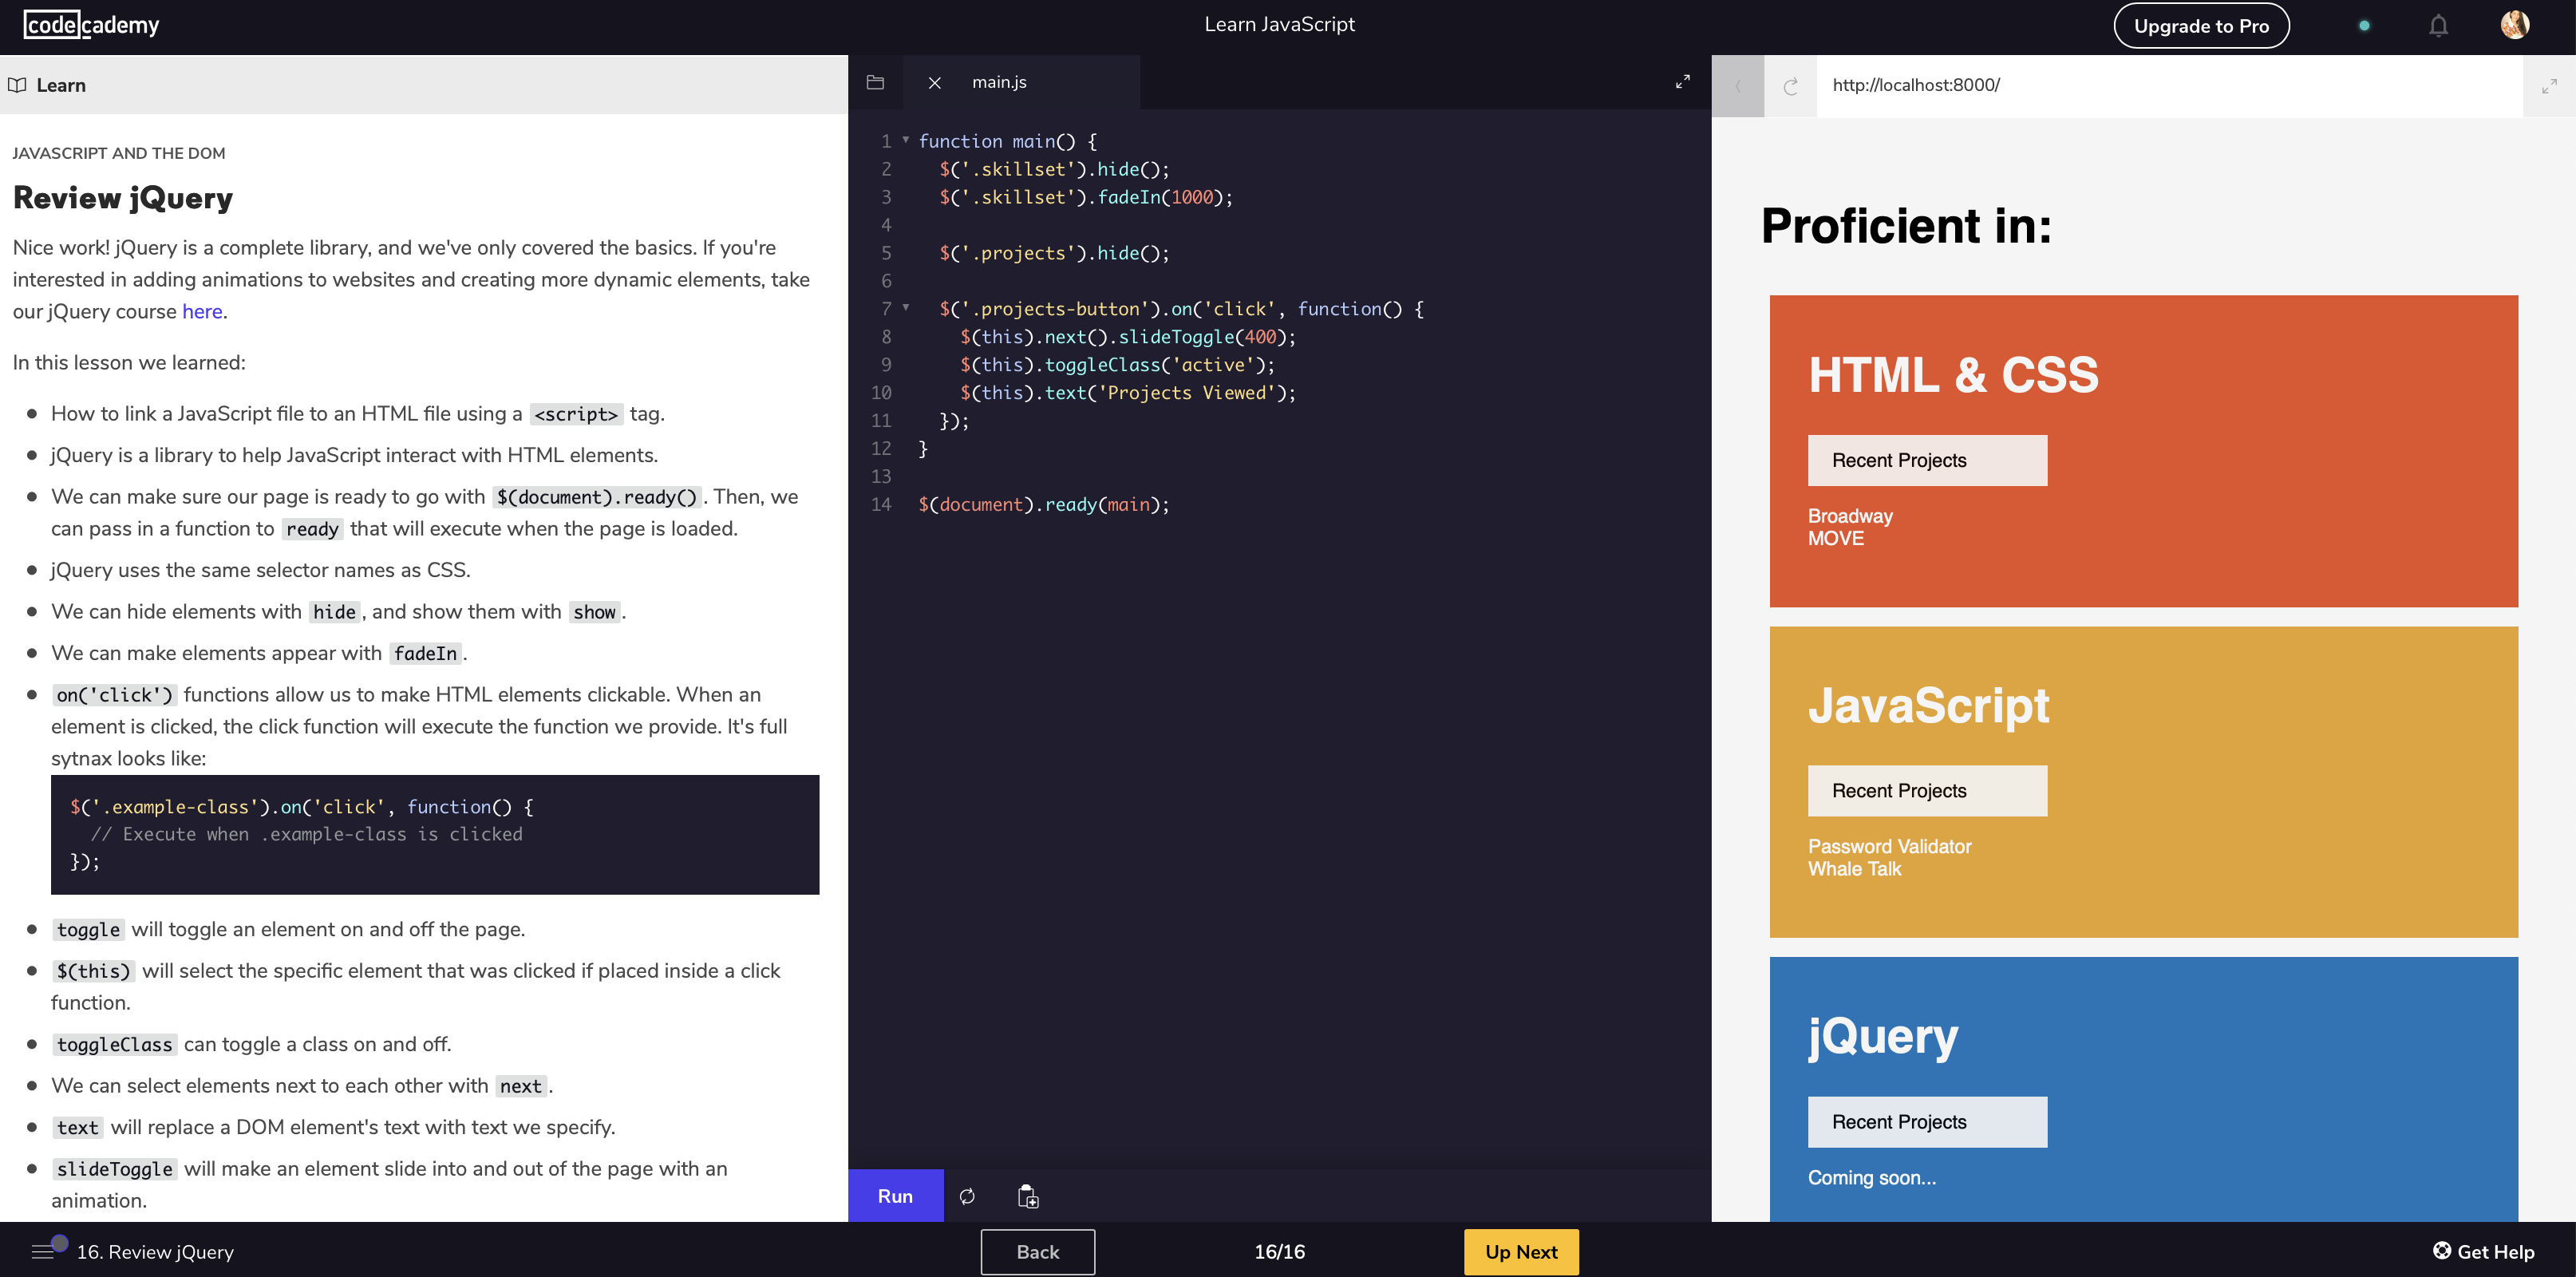 codecademy
Learn JavaScript
Upgrade to Pro
Learn
JAVASCRIPT AND THE DOM
Review jQuery
Nice work! jQuery is a complete library, and we've only covered the basics. If you're
interested in adding animations to websites and creating more dynamic elements, take
our jQuery course here.
In this lesson we learned:
How to link a JavaScript file to an HTML file using a <script> tag.
jQuery is a library to help JavaScript interact with HTML elements.
We can make sure our page is ready to go with $(document).ready(). Then, we
can pass in a function to ready that will execute when the page is loaded.
jQuery uses the same selector names as CSS.
We can hide elements with hide, and show them with show.
We can make elements appear with fadeIn.
on('click') functions allow us to make HTML elements clickable. When an
element is clicked, the click function will execute the function we provide. It's full
sytnax looks like:
$('.example-class').on('click', function() {
// Execute when .example-class is clicked
});
toggle will toggle an element on and off the page.
$(this) will select the specific element that was clicked if placed inside a click
function.
toggleClass can toggle a class on and off.
We can select elements next to each other with next.
text will replace a DOM element's text with text we specify.
slideToggle will make an element slide into and out of the page with an
animation.
main.js
1 function main() {
2 $('.skillset').hide();
3 $('.skillset').fadeIn(1000);
4
5 $('.projects').hide();
6
7 $('.projects-button').on('click', function() {
8 $(this).next().slideToggle(400);
9 $(this).toggleClass('active');
10 $(this).text('Projects Viewed');
11 });
12 }
13
14 $(document).ready(main);
Run
http://localhost:8000/
Proficient in:
HTML & CSS
Recent Projects
Broadway
MOVE
JavaScript
Recent Projects
Password Validator
Whale Talk
jQuery
Recent Projects
Coming soon...
16. Review jQuery
Back
16/16
Up Next
Get Help